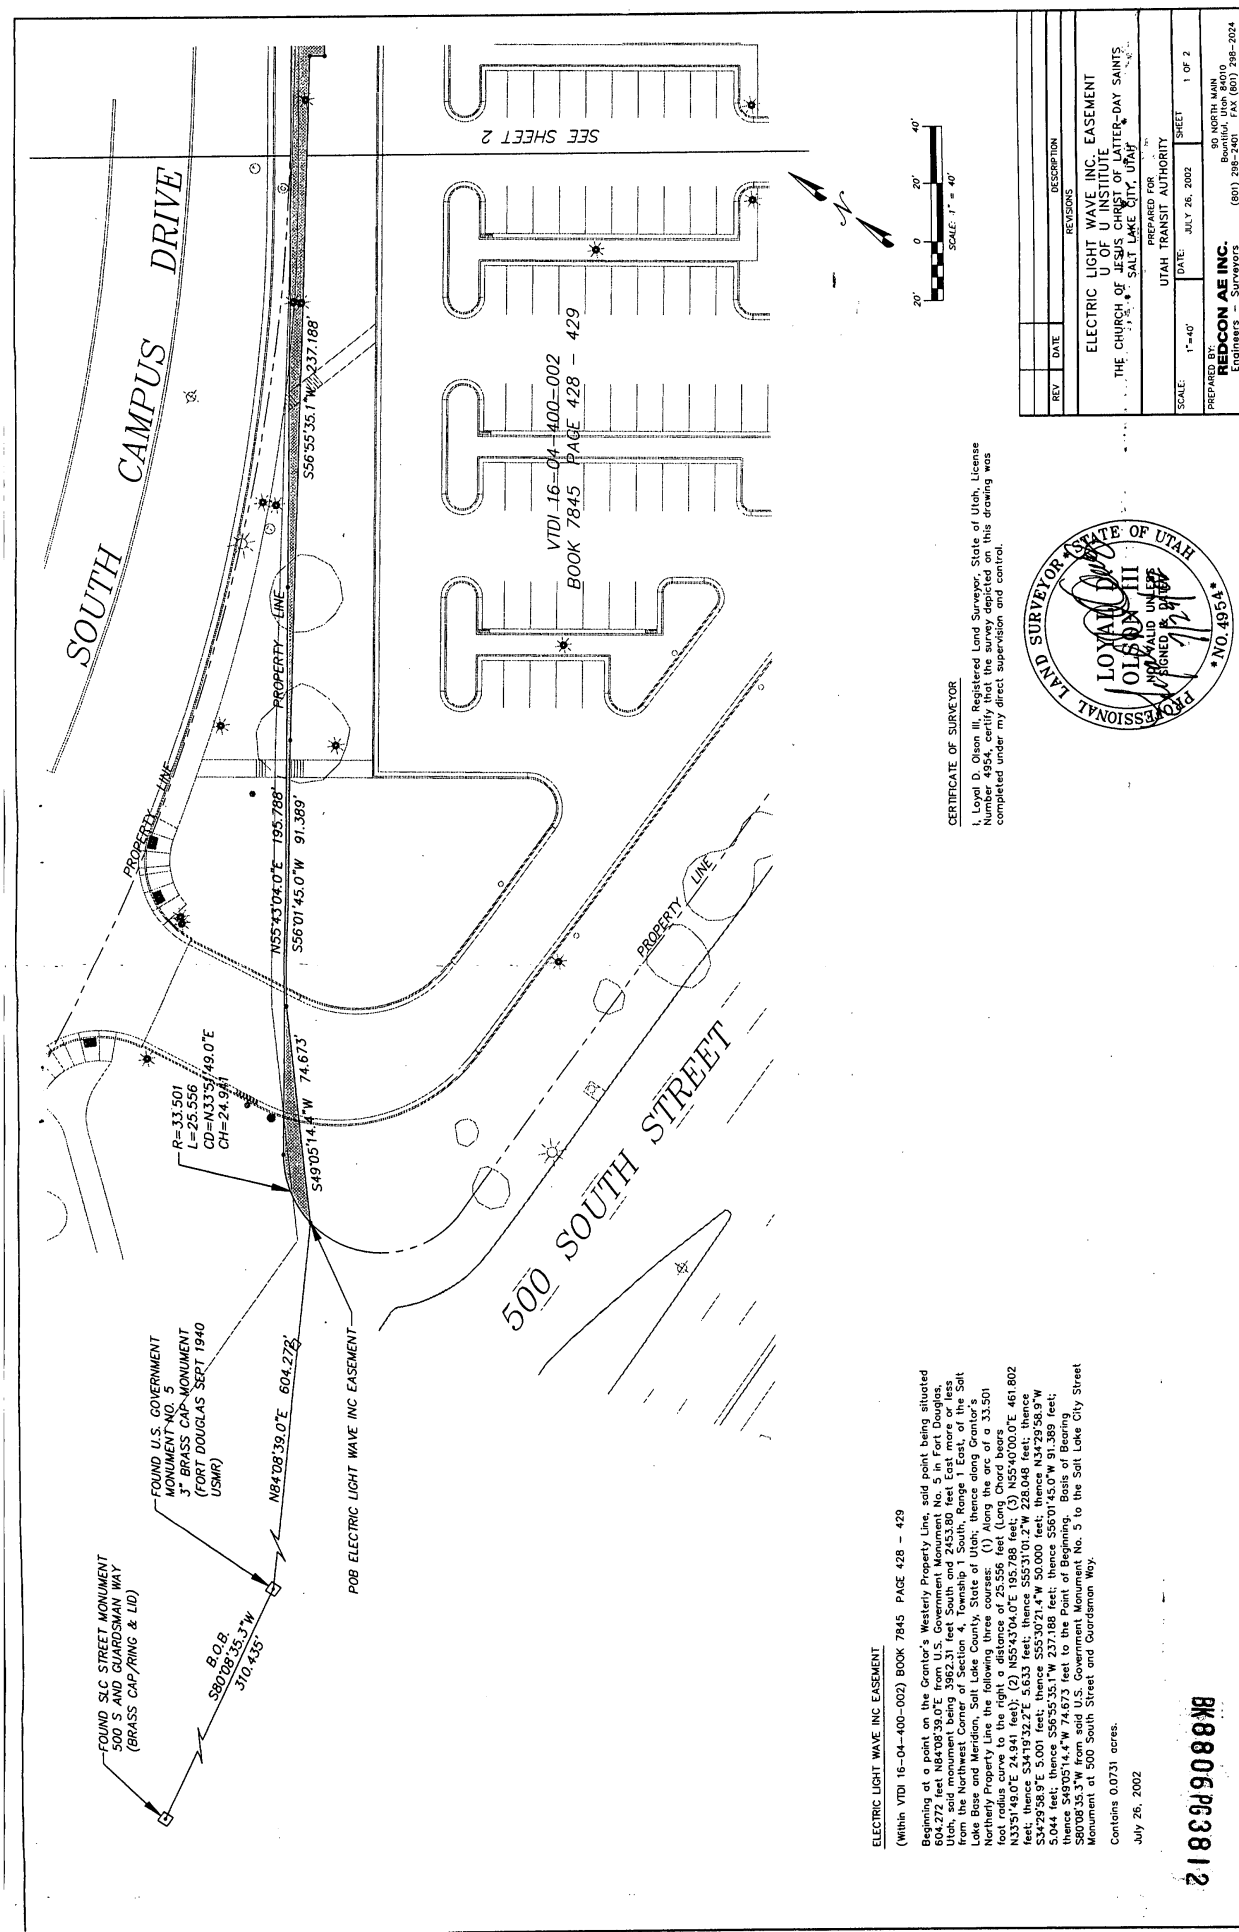 FOUND SLC STREET MONUMENT
500 S AND GUARDSMAN WAY
(BRASS CAP/RING & LID)
B.O.B.
S80°08'35.3"W
310.435'
FOUND U.S. GOVERNMENT
MONUMENT NO. 5
3" BRASS CAP MONUMENT
(FORT DOUGLAS SEPT 1940
USMR)
N84°08'39.0"E 604.272'
POB ELECTRIC LIGHT WAVE INC EASEMENT
R=33.501
L=25.556
CD=N33°51'49.0"E
CH=24.941
S49°05'14.4"W 74.673'
N55°43'04.0"E 195.788'
S56°01'45.0"W 91.389'
PROPERTY LINE
PROPERTY LINE
S56°55'35.1"W 237.188'
SOUTH CAMPUS DRIVE
SEE SHEET 2
VTDI 16-04-400-002
BOOK 7845 PAGE 428 - 429
PROPERTY LINE
500 SOUTH STREET
N
20' 0 20' 40'
SCALE: 1" = 40'
ELECTRIC LIGHT WAVE INC EASEMENT
(Within VTDI 16-04-400-002) BOOK 7845 PAGE 428 - 429
Beginning at a point on the Grantor's Westerly Property Line, said point being situated
604.272 feet N84°08'39.0"E from U.S. Government Monument No. 5 in Fort Douglas,
Utah, said monument being 3962.31 feet South and 2453.80 feet East more or less
from the Northwest Corner of Section 4, Township 1 South, Range 1 East, of the Salt
Lake Base and Meridian, Salt Lake County, State of Utah; thence along Grantor's
Northerly Property Line the following three courses: (1) Along the arc of a 33.501
foot radius curve to the right a distance of 25.556 feet (Long Chord bears
N33°51'49.0"E 24.941 feet); (2) N55°43'04.0"E 195.788 feet; (3) N55°40'00.0"E 461.802
feet; thence S34°19'32.2"E 5.633 feet; thence S55°31'01.2"W 228.048 feet; thence
S34°29'58.9"E 5.001 feet; thence S55°30'21.4"W 50.000 feet; thence N34°29'58.9"W
5.044 feet; thence S56°55'35.1"W 237.188 feet; thence S56°01'45.0"W 91.389 feet;
thence S49°05'14.4"W 74.673 feet to the Point of Beginning. Basis of Bearing
S80°08'35.3"W from said U.S. Government Monument No. 5 to the Salt Lake City Street
Monument at 500 South Street and Guardsman Way.
Contains 0.0731 acres.
July 26, 2002
BK8806PG3812
CERTIFICATE OF SURVEYOR
I, Loyal D. Olson III, Registered Land Surveyor, State of Utah, License
Number 4954, certify that the survey depicted on this drawing was
completed under my direct supervision and control.
PROFESSIONAL LAND SURVEYOR * STATE OF UTAH
LOYAL D.
OLSON III
NOT VALID UNLESS
SIGNED & DATED
* NO. 4954 *
REV DATE DESCRIPTION
REVISIONS
ELECTRIC LIGHT WAVE INC. EASEMENT
U OF U INSTITUTE
THE CHURCH OF JESUS CHRIST OF LATTER-DAY SAINTS
SALT LAKE CITY, UTAH
PREPARED FOR
UTAH TRANSIT AUTHORITY
SCALE: 1"=40' DATE: JULY 26, 2002 SHEET 1 OF 2
PREPARED BY:
REDCON AE INC.
Engineers - Surveyors
90 NORTH MAIN
Bountiful, Utah 84010
(801) 298-2401 FAX (801) 298-2024